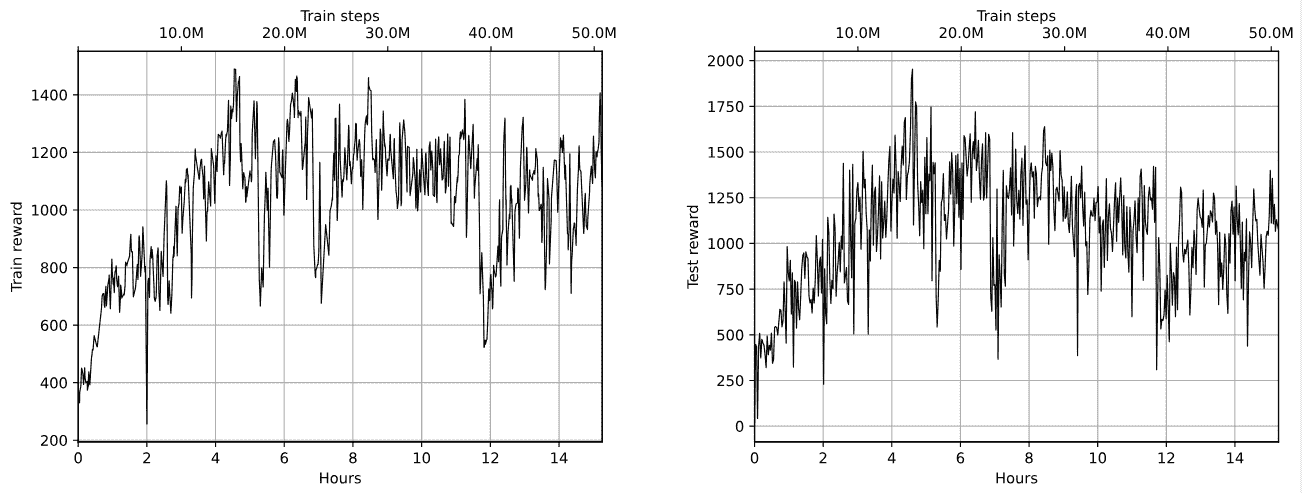 Train steps
10.0M 20.0M 30.0M 40.0M 50.0M
1400
1200
1000
800
600
400
200
Train reward
0 2 4 6 8 10 12 14
Hours
Train steps
10.0M 20.0M 30.0M 40.0M 50.0M
2000
1750
1500
1250
1000
750
500
250
0
Test reward
0 2 4 6 8 10 12 14
Hours